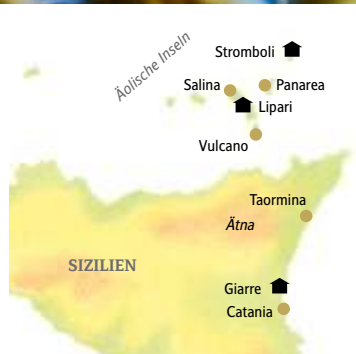 Stromboli
Äolische Inseln
Salina
Panarea
Lipari
Vulcano
Taormina
Ätna
SIZILIEN
Giarre
Catania